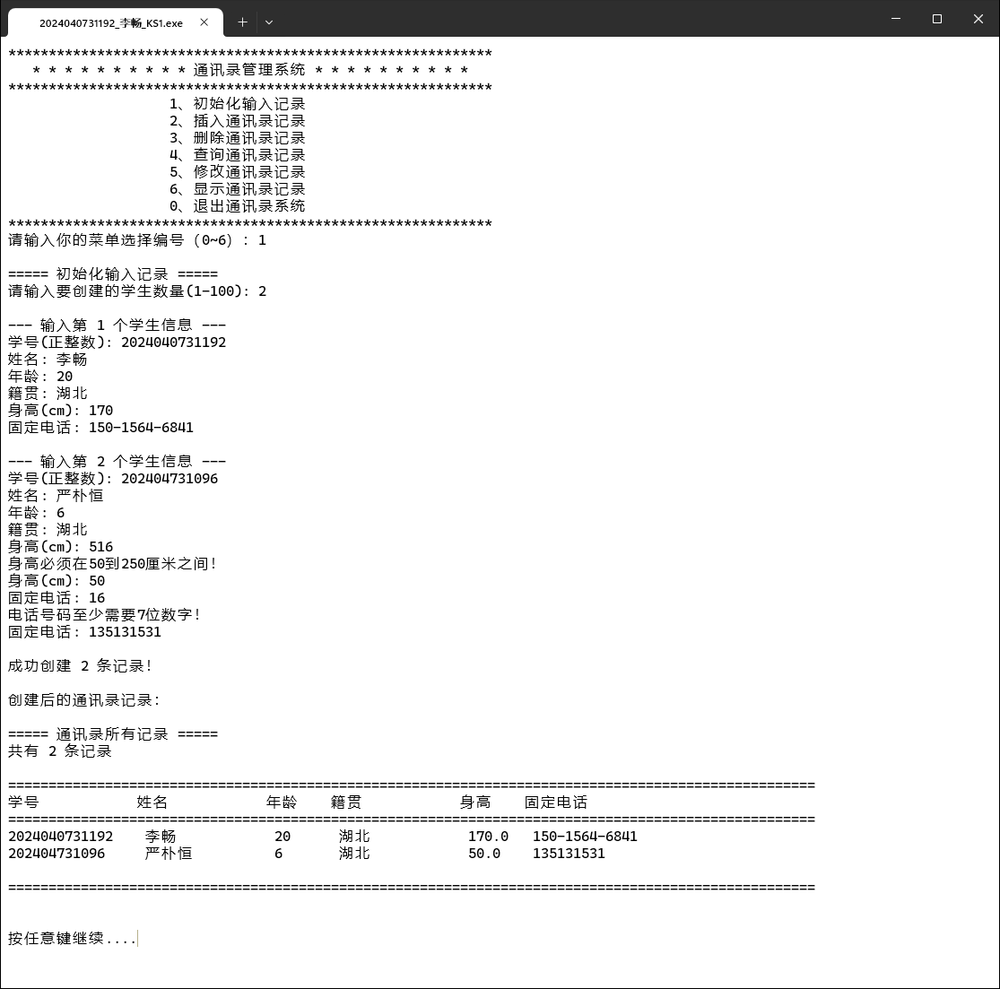 2024040731192_李畅_KS1.exe
************************************************************
* * * * * * * * * * 通讯录管理系统 * * * * * * * * * *
************************************************************
1、初始化输入记录
2、插入通讯录记录
3、删除通讯录记录
4、查询通讯录记录
5、修改通讯录记录
6、显示通讯录记录
0、退出通讯录系统
************************************************************
请输入你的菜单选择编号（0~6）: 1
===== 初始化输入记录 =====
请输入要创建的学生数量(1-100): 2
--- 输入第 1 个学生信息 ---
学号(正整数): 2024040731192
姓名: 李畅
年龄: 20
籍贯: 湖北
身高(cm): 170
固定电话: 150-1564-6841
--- 输入第 2 个学生信息 ---
学号(正整数): 202404731096
姓名: 严朴恒
年龄: 6
籍贯: 湖北
身高(cm): 516
身高必须在50到250厘米之间!
身高(cm): 50
固定电话: 16
电话号码至少需要7位数字!
固定电话: 135131531
成功创建 2 条记录!
创建后的通讯录记录:
===== 通讯录所有记录 =====
共有 2 条记录
====================================================================================================
学号 姓名 年龄 籍贯 身高 固定电话
====================================================================================================
2024040731192 李畅 20 湖北 170.0 150-1564-6841
202404731096 严朴恒 6 湖北 50.0 135131531
====================================================================================================
按任意键继续....